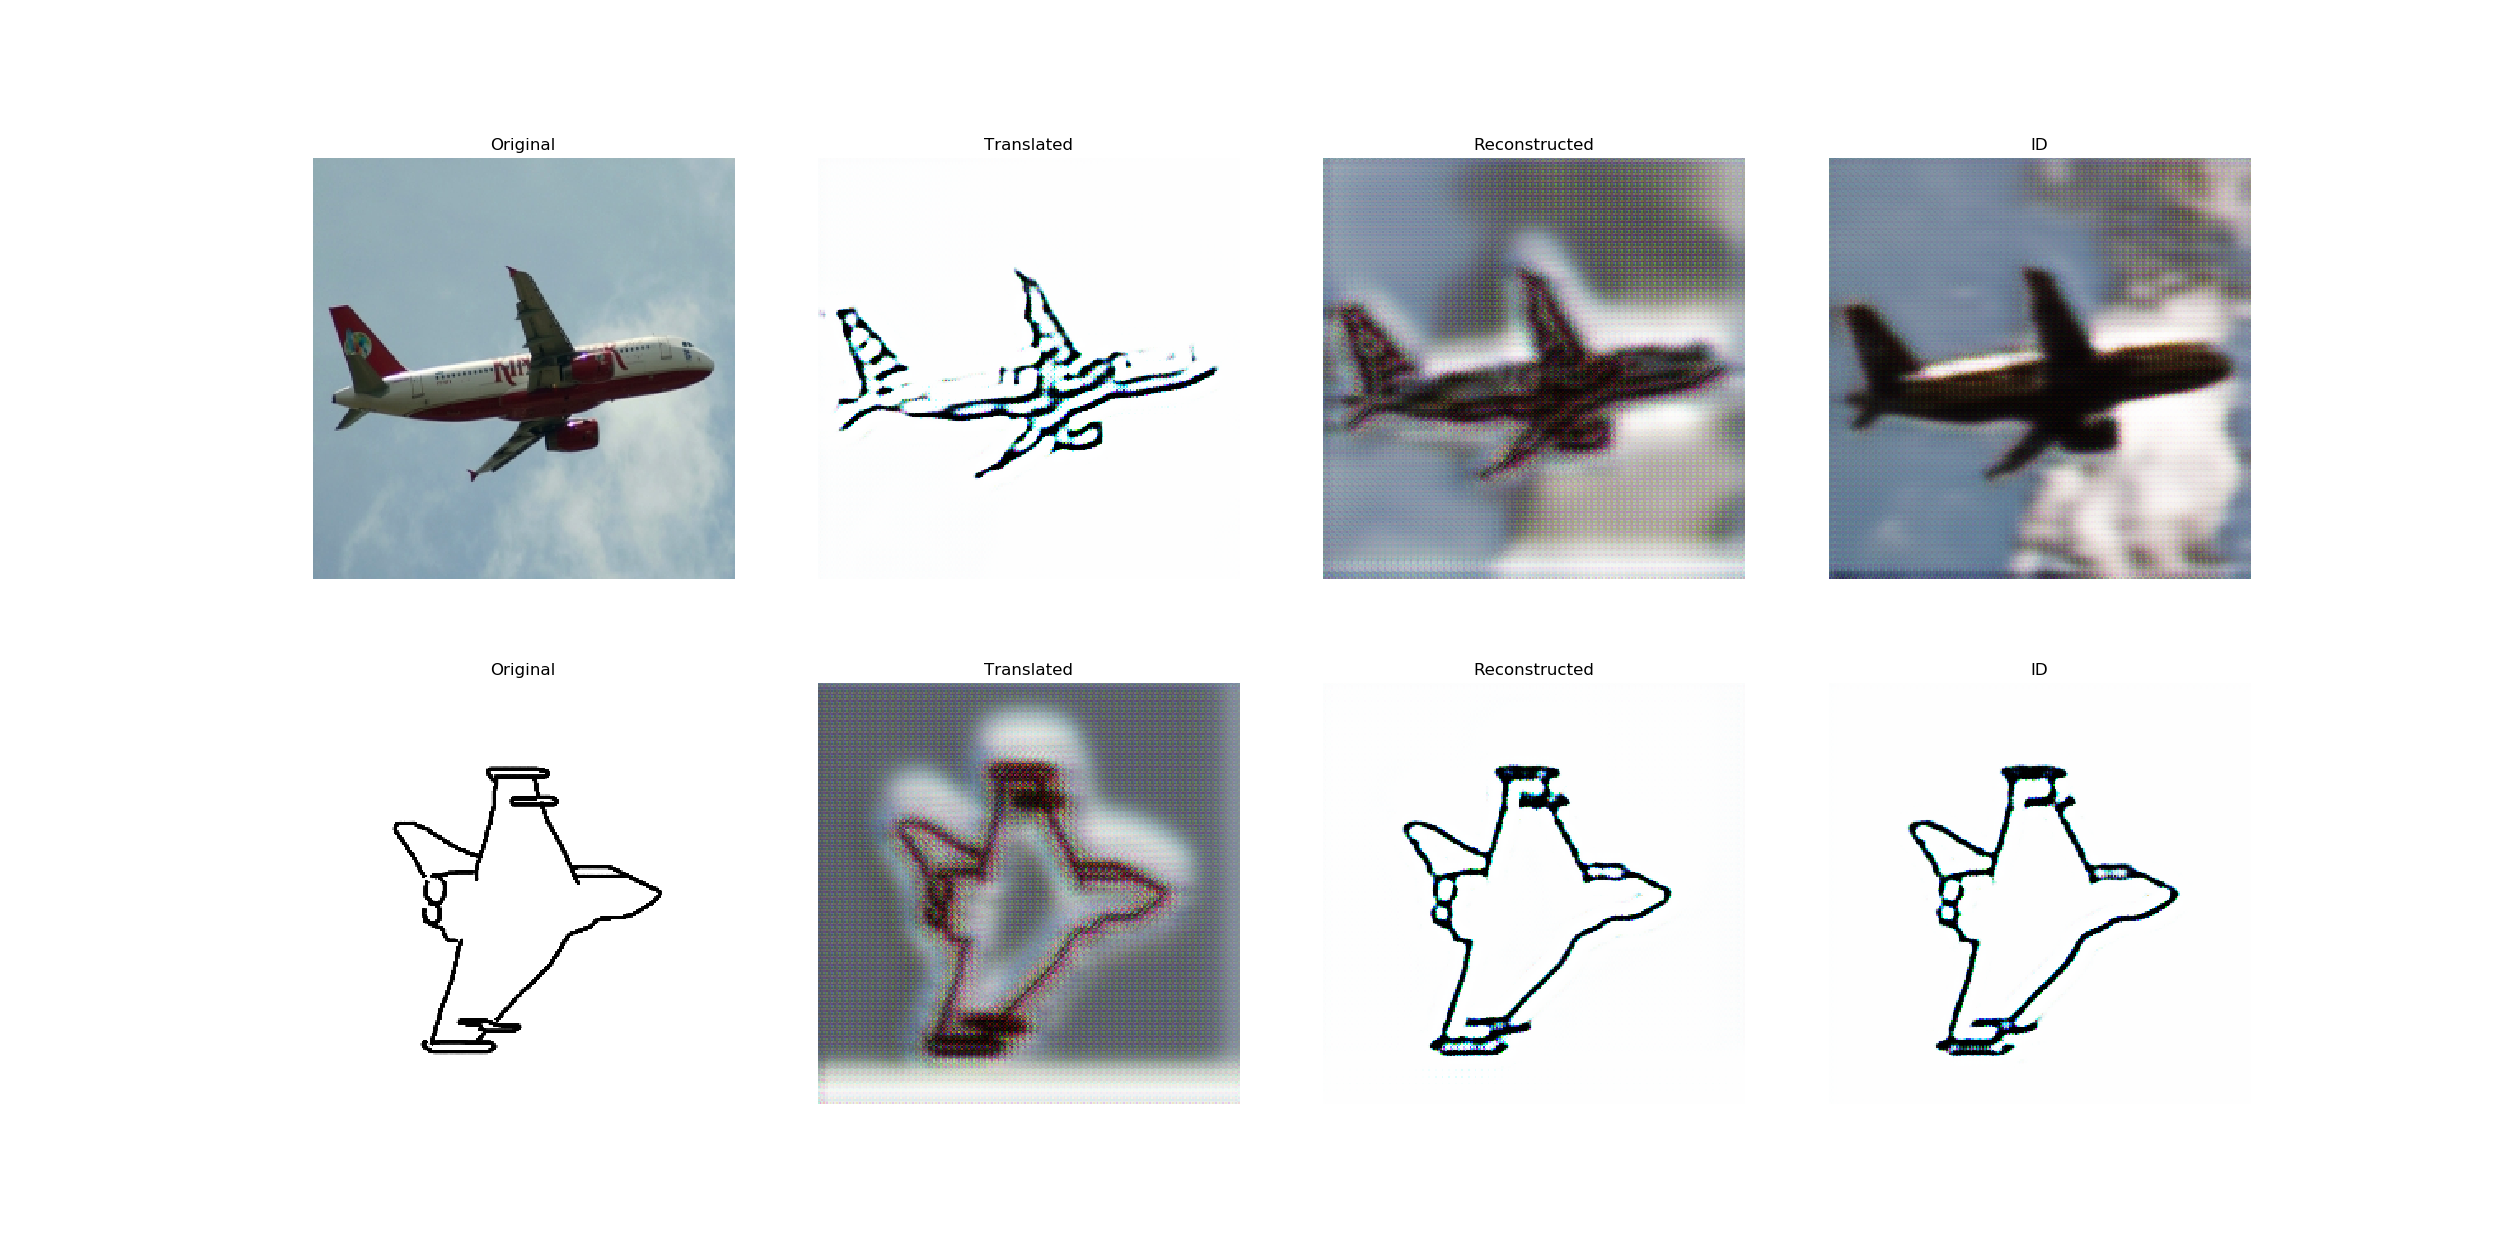 Original
Translated
Reconstructed
ID
Original
Translated
Reconstructed
ID